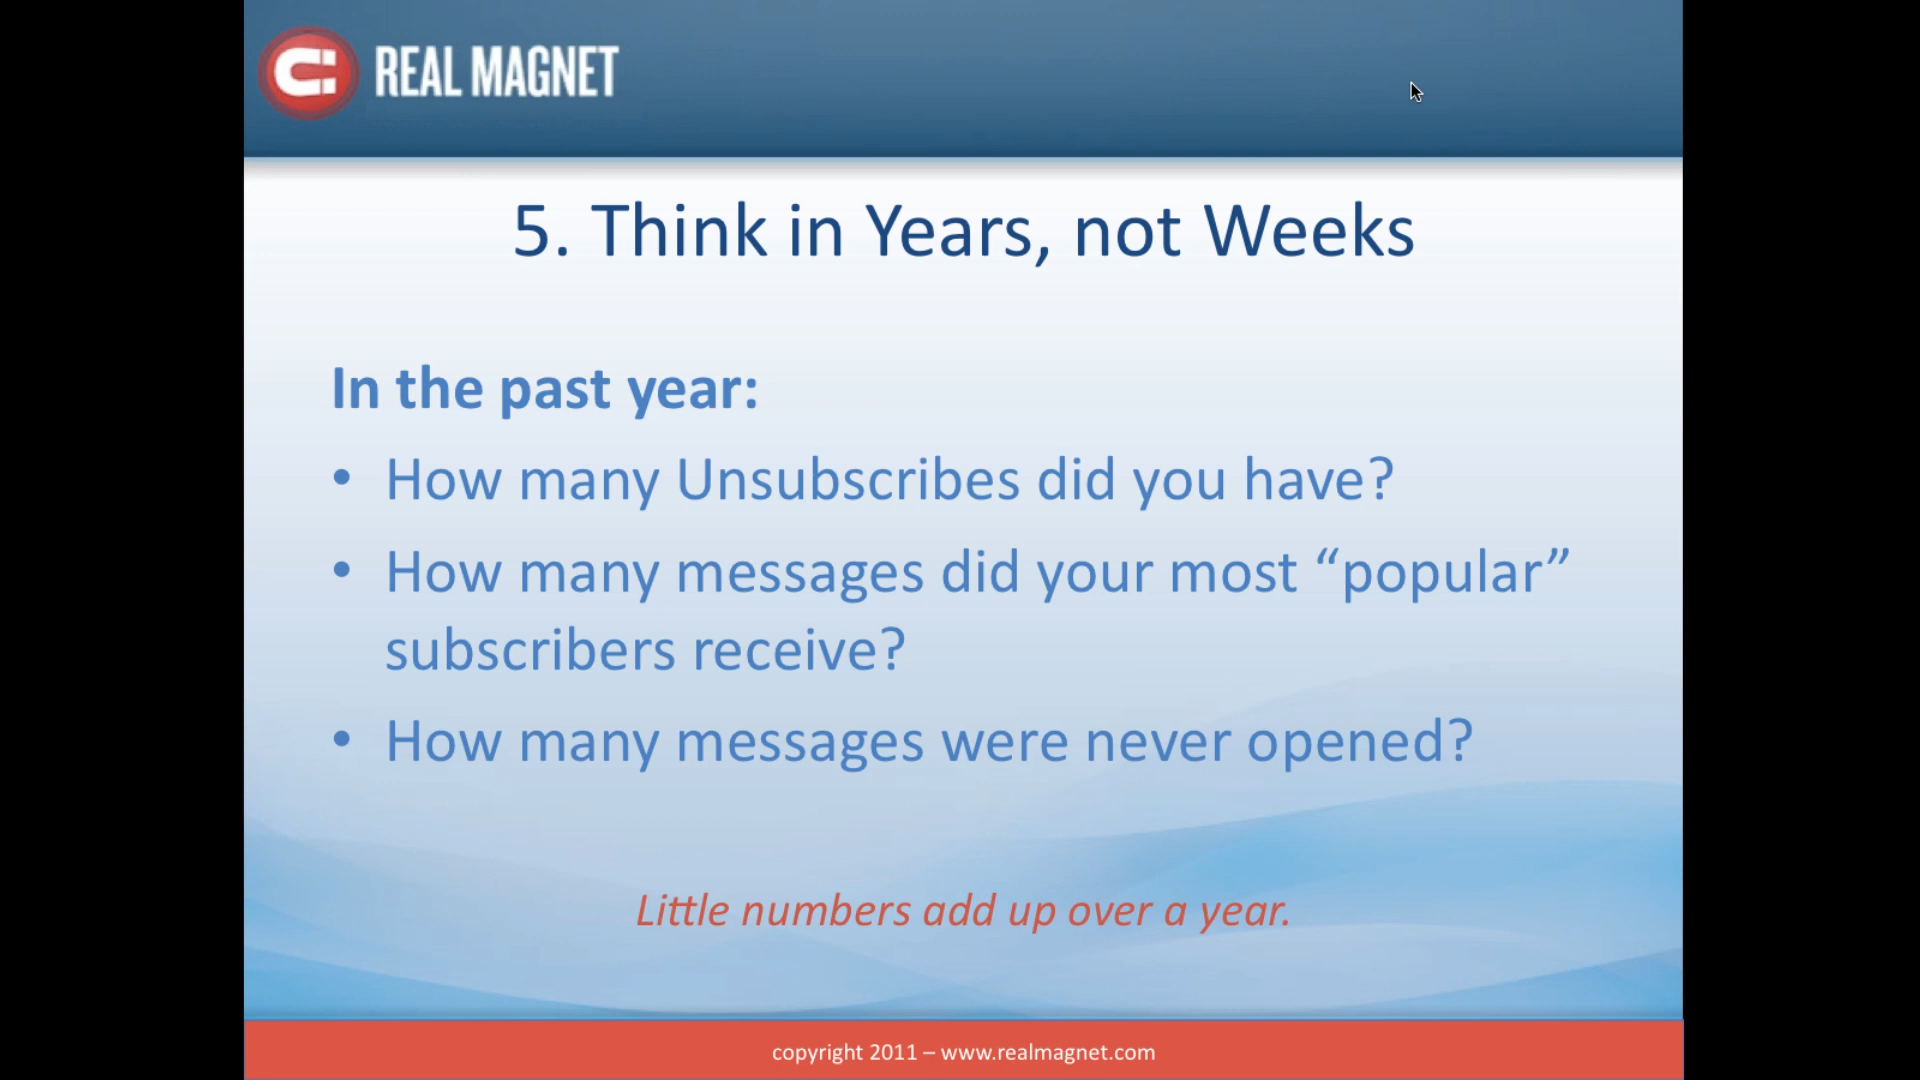 REAL MAGNET
5. Think in Years, not Weeks
In the past year:
• How many Unsubscribes did you have?
• How many messages did your most “popular”
subscribers receive?
• How many messages were never opened?
Little numbers add up over a year.
copyright 2011 – www.realmagnet.com